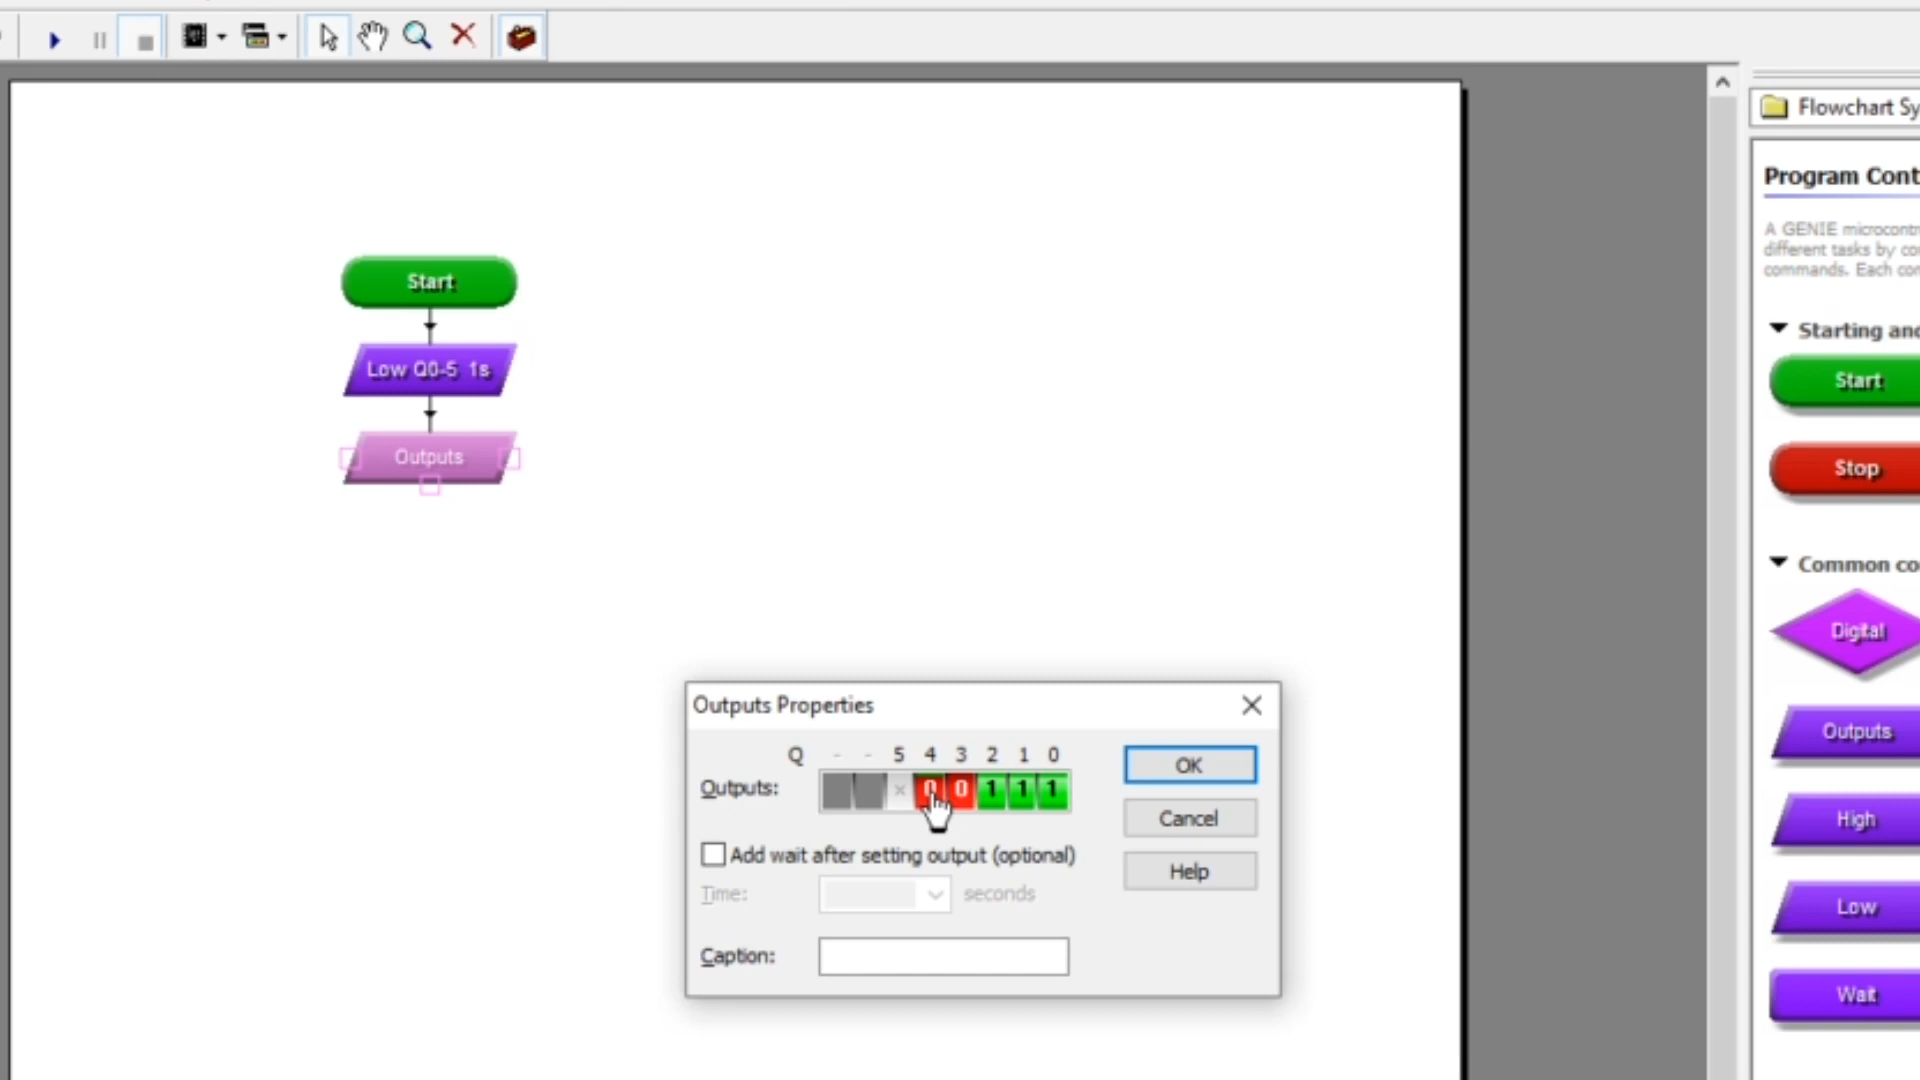 Start
Low Q0-5 1s
Outputs
Outputs Properties
Q - - 5 4 3 2 1 0
Outputs: × 0 0 1 1 1
OK
Cancel
Add wait after setting output (optional)
Help
Time: seconds
Caption:
Flowchart Sy
Program Cont
A GENIE microcontr
different tasks by co
commands. Each con
Starting and
Start
Stop
Common co
Digital
Outputs
High
Low
Wait